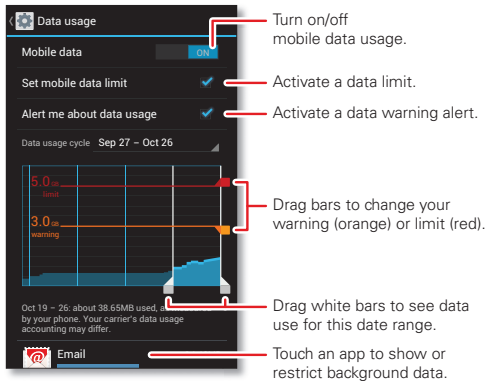 Data usage
Mobile data ON
Set mobile data limit
Alert me about data usage
Data usage cycle Sep 27 – Oct 26
5.0 GB
limit
3.0 GB
warning
Oct 19 – 26: about 38.65MB used, as
by your phone. Your carrier's data usage
accounting may differ.
Email
Turn on/off
mobile data usage.
Activate a data limit.
Activate a data warning alert.
Drag bars to change your
warning (orange) or limit (red).
Drag white bars to see data
use for this date range.
Touch an app to show or
restrict background data.